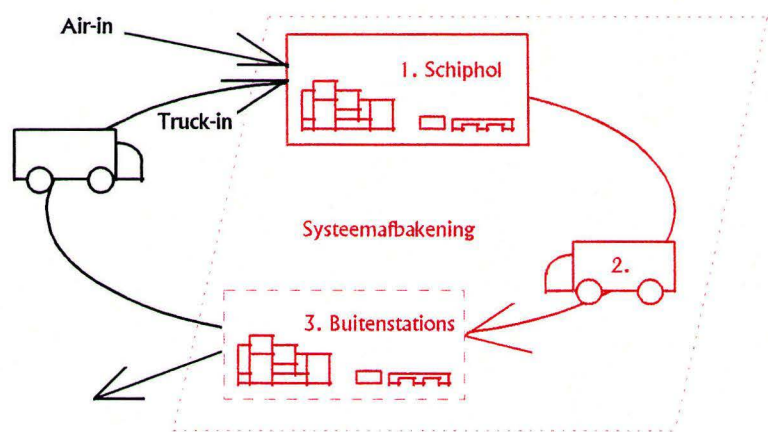 Air-in
1. Schiphol
Truck-in
Systeemafbakening
2.
3. Buitenstations